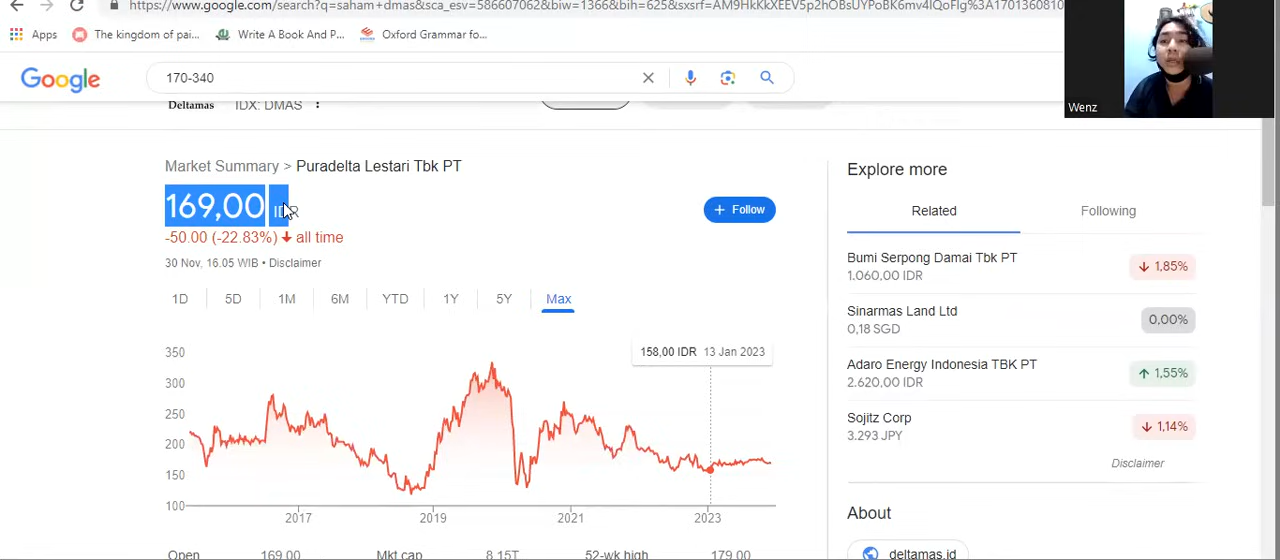 https://www.google.com/search?q=saham+dmas&sca_esv=586607062&biw=1366&bih=625&sxsrf=AM9HkKkXEEV5p2hOBsUYPoBK6mv4lQoFlg%3A1701360810
Apps
The kingdom of pai...
Write A Book And P...
Oxford Grammar fo...
Wenz
Google
170-340
Deltamas
IDX: DMAS
Market Summary > Puradelta Lestari Tbk PT
169,00 IDR
+ Follow
-50.00 (-22.83%) ↓ all time
30 Nov, 16.05 WIB • Disclaimer
1D 5D 1M 6M YTD 1Y 5Y Max
158,00 IDR 13 Jan 2023
350
300
250
200
150
100
2017 2019 2021 2023
Open 169,00 Mkt cap 8,15T 52-wk high 179,00
Explore more
Related Following
Bumi Serpong Damai Tbk PT
1.060,00 IDR
↓ 1,85%
Sinarmas Land Ltd
0,18 SGD
0,00%
Adaro Energy Indonesia TBK PT
2.620,00 IDR
↑ 1,55%
Sojitz Corp
3.293 JPY
↓ 1,14%
Disclaimer
About
deltamas.id